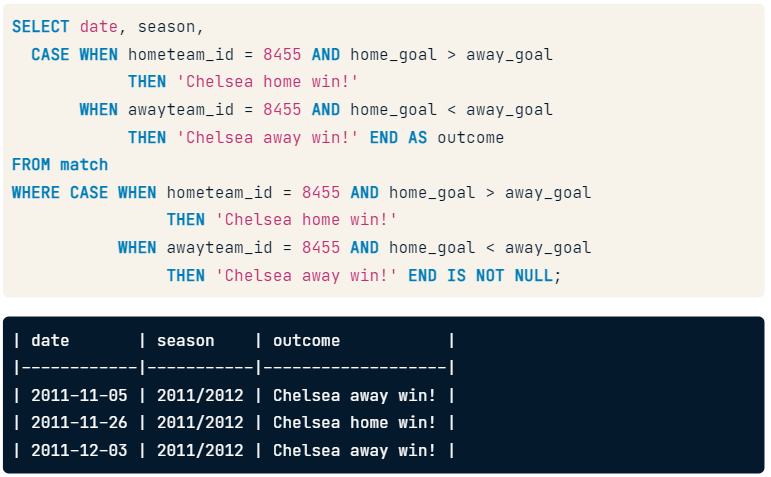 SELECT date, season,
CASE WHEN hometeam_id = 8455 AND home_goal > away_goal
THEN 'Chelsea home win!'
WHEN awayteam_id = 8455 AND home_goal < away_goal
THEN 'Chelsea away win!' END AS outcome
FROM match
WHERE CASE WHEN hometeam_id = 8455 AND home_goal > away_goal
THEN 'Chelsea home win!'
WHEN awayteam_id = 8455 AND home_goal < away_goal
THEN 'Chelsea away win!' END IS NOT NULL;
| date | season | outcome |
|------------|-----------|-------------------|
| 2011-11-05 | 2011/2012 | Chelsea away win! |
| 2011-11-26 | 2011/2012 | Chelsea home win! |
| 2011-12-03 | 2011/2012 | Chelsea away win! |